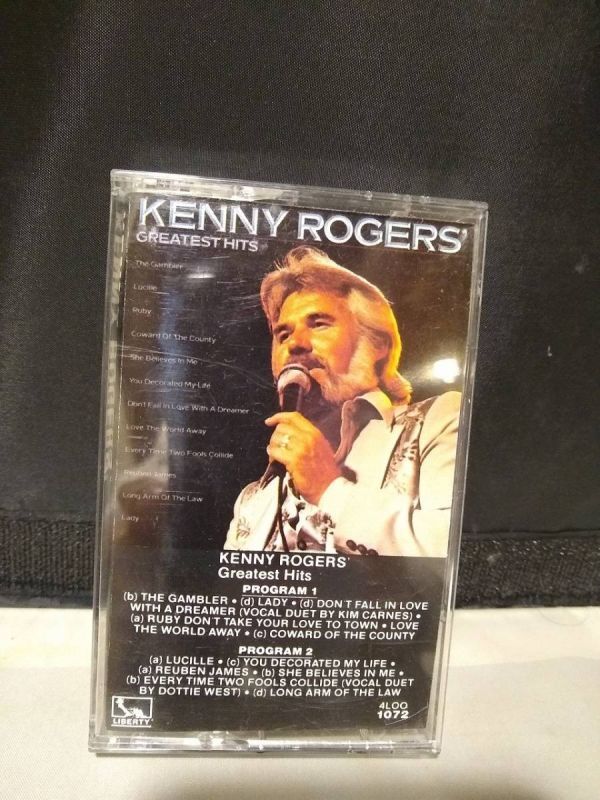 KENNY ROGERS'
GREATEST HITS
The Gambler
Lucille
Ruby
Coward Of The County
She Believes In Me
You Decorated My Life
Don't Fall In Love With A Dreamer
Love The World Away
Every Time Two Fools Collide
Reuben James
Long Arm Of The Law
Lady
KENNY ROGERS'
Greatest Hits
PROGRAM 1
(b) THE GAMBLER • (d) LADY • (d) DON'T FALL IN LOVE
WITH A DREAMER (VOCAL DUET BY KIM CARNES) •
(a) RUBY DON'T TAKE YOUR LOVE TO TOWN • LOVE
THE WORLD AWAY • (c) COWARD OF THE COUNTY
PROGRAM 2
(a) LUCILLE • (c) YOU DECORATED MY LIFE •
(a) REUBEN JAMES • (b) SHE BELIEVES IN ME •
(b) EVERY TIME TWO FOOLS COLLIDE (VOCAL DUET
BY DOTTIE WEST) • (d) LONG ARM OF THE LAW
LIBERTY
4LOO
1072